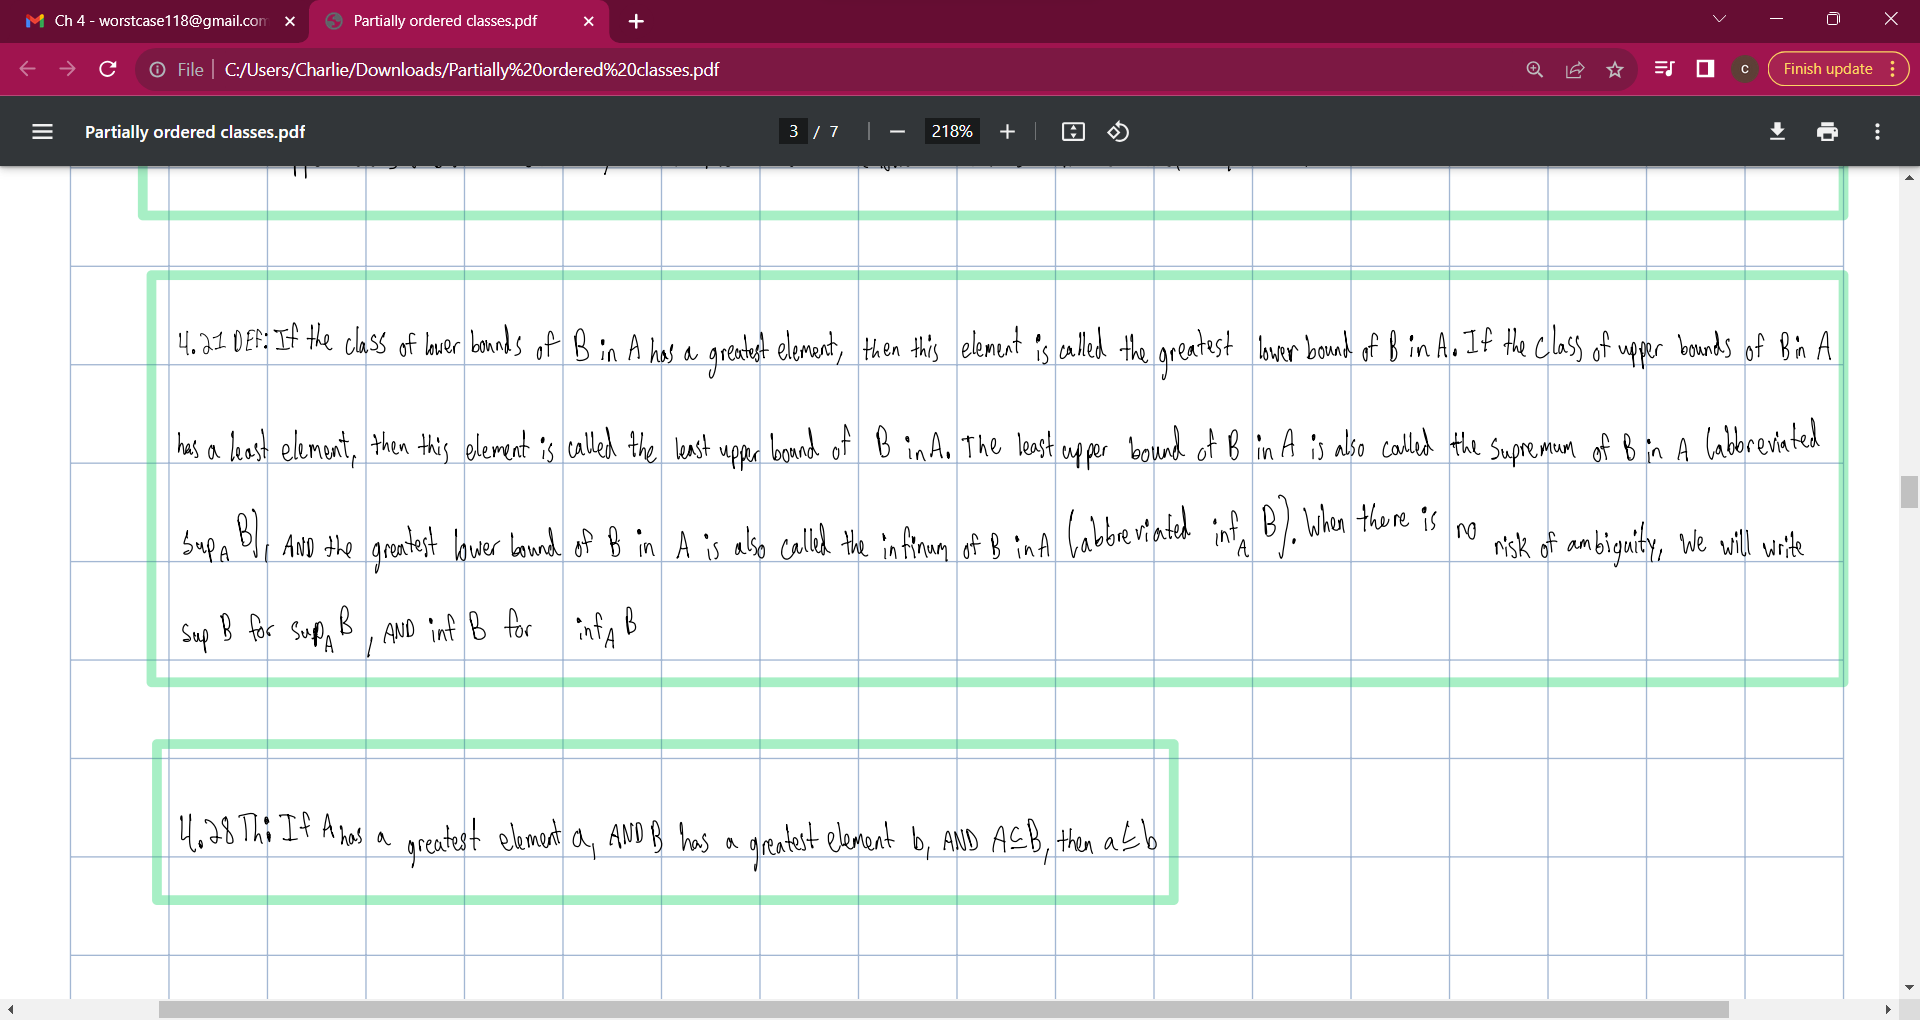 Ch 4 - worstcase118@gmail.com
Partially ordered classes.pdf
File | C:/Users/Charlie/Downloads/Partially%20ordered%20classes.pdf
C
Finish update
Partially ordered classes.pdf
3 / 7
218%
4.21 DEF: If the class of lower bounds of B in A has a greatest element, then this element is called the greatest lower bound of B in A. If the class of upper bounds of B in A
has a least element, then this element is called the least upper bound of B in A. The least upper bound of B in A is also called the supremum of B in A (abbreviated
sup_A B), AND the greatest lower bound of B in A is also called the infinum of B in A (abbreviated inf_A B). When there is no risk of ambiguity, we will write
sup B for sup_A B, AND inf B for inf_A B
4.28 Th: If A has a greatest element a, AND B has a greatest element b, AND A⊆B, then a≤b